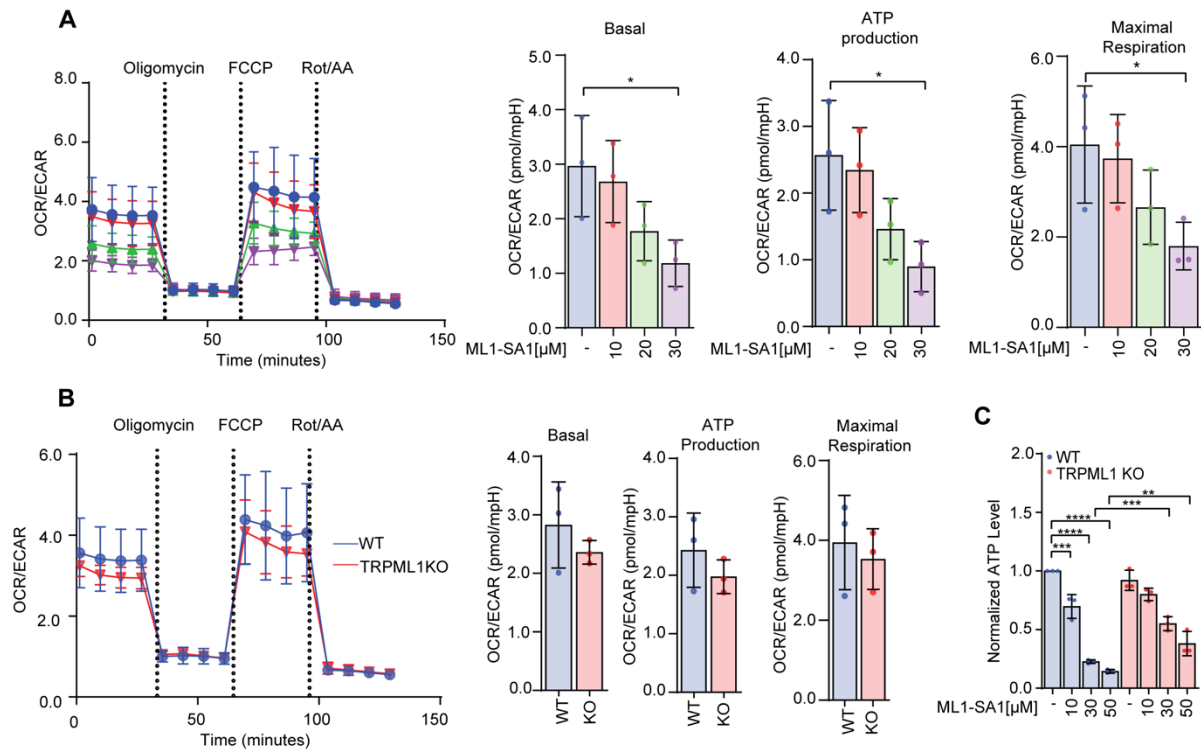 A
Oligomycin FCCP Rot/AA
OCR/ECAR
8.0
6.0
4.0
2.0
0.0
0 50 100 150
Time (minutes)
Basal
*
OCR/ECAR (pmol/mpH)
5.0
4.0
3.0
2.0
1.0
0.0
ML1-SA1[µM] - 10 20 30
ATP
production
*
OCR/ECAR (pmol/mpH)
4.0
3.0
2.0
1.0
0.0
ML1-SA1[µM] - 10 20 30
Maximal
Respiration
*
OCR/ECAR (pmol/mpH)
6.0
4.0
2.0
0.0
ML1-SA1[µM] - 10 20 30
B
Oligomycin FCCP Rot/AA
OCR/ECAR
6.0
4.0
2.0
0.0
0 50 100 150
Time (minutes)
WT
TRPML1KO
Basal
OCR/ECAR (pmol/mpH)
4.0
3.0
2.0
1.0
0.0
WT KO
ATP
Production
OCR/ECAR (pmol/mpH)
4.0
3.0
2.0
1.0
0.0
WT KO
Maximal
Respiration
OCR/ECAR (pmol/mpH)
6.0
4.0
2.0
0.0
WT KO
C
WT
TRPML1 KO
**
***
****
****
***
Normalized ATP Level
2.0
1.5
1.0
0.5
0.0
ML1-SA1[µM] - 10 30 50 - 10 30 50